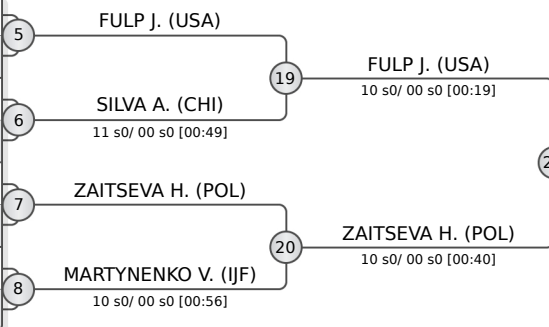 FULP J. (USA)
5
19
FULP J. (USA)
10 s0/ 00 s0 [00:19]
SILVA A. (CHI)
6
11 s0/ 00 s0 [00:49]
ZAITSEVA H. (POL)
7
20
ZAITSEVA H. (POL)
10 s0/ 00 s0 [00:40]
MARTYNENKO V. (IJF)
8
10 s0/ 00 s0 [00:56]